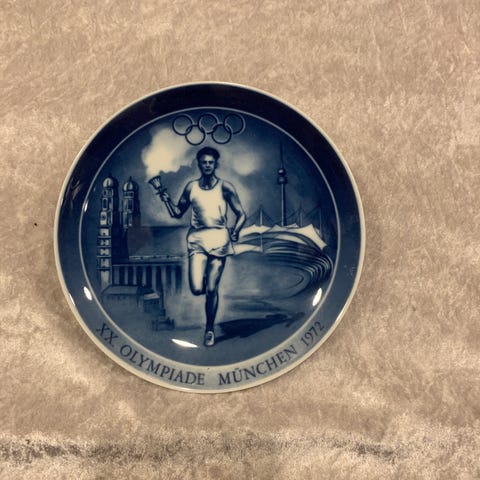 XX OLYMPIADE MÜNCHEN 1972